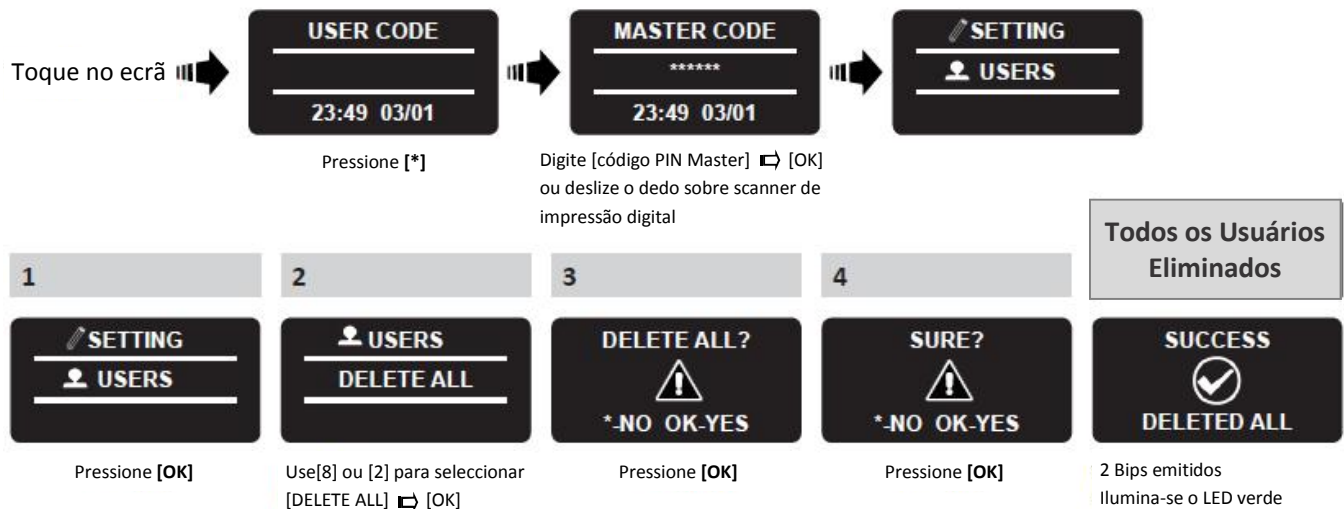 Toque no ecrã
USER CODE
23:49 03/01
Pressione [*]
MASTER CODE
******
23:49 03/01
Digite [código PIN Master] ⇨ [OK]
ou deslize o dedo sobre scanner de
impressão digital
SETTING
USERS
Todos os Usuários
Eliminados
1
SETTING
USERS
Pressione [OK]
2
USERS
DELETE ALL
Use[8] ou [2] para seleccionar
[DELETE ALL] ⇨ [OK]
3
DELETE ALL?
*-NO OK-YES
Pressione [OK]
4
SURE?
*-NO OK-YES
Pressione [OK]
SUCCESS
DELETED ALL
2 Bips emitidos
Ilumina-se o LED verde